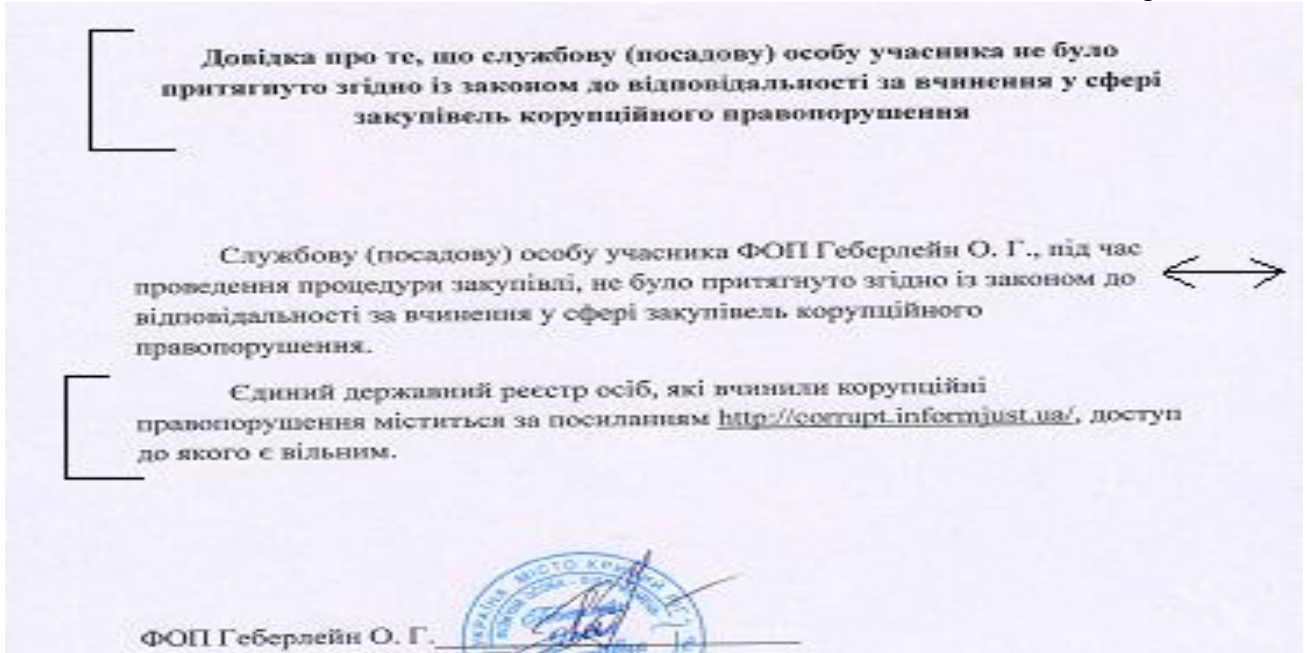 Довідка про те, що службову (посадову) особу учасника не було
притягнуто згідно із законом до відповідальності за вчинення у сфері
закупівель корупційного правопорушення
Службову (посадову) особу учасника ФОП Геберлейн О. Г., під час
проведення процедури закупівлі, не було притягнуто згідно із законом до
відповідальності за вчинення у сфері закупівель корупційного
правопорушення.
Єдиний державний реєстр осіб, які вчинили корупційні
правопорушення міститься за посиланням http://corrupt.informjust.ua/, доступ
до якого є вільним.
УКРАЇНА МІСТО
ФОП Геберлейн О. Г.